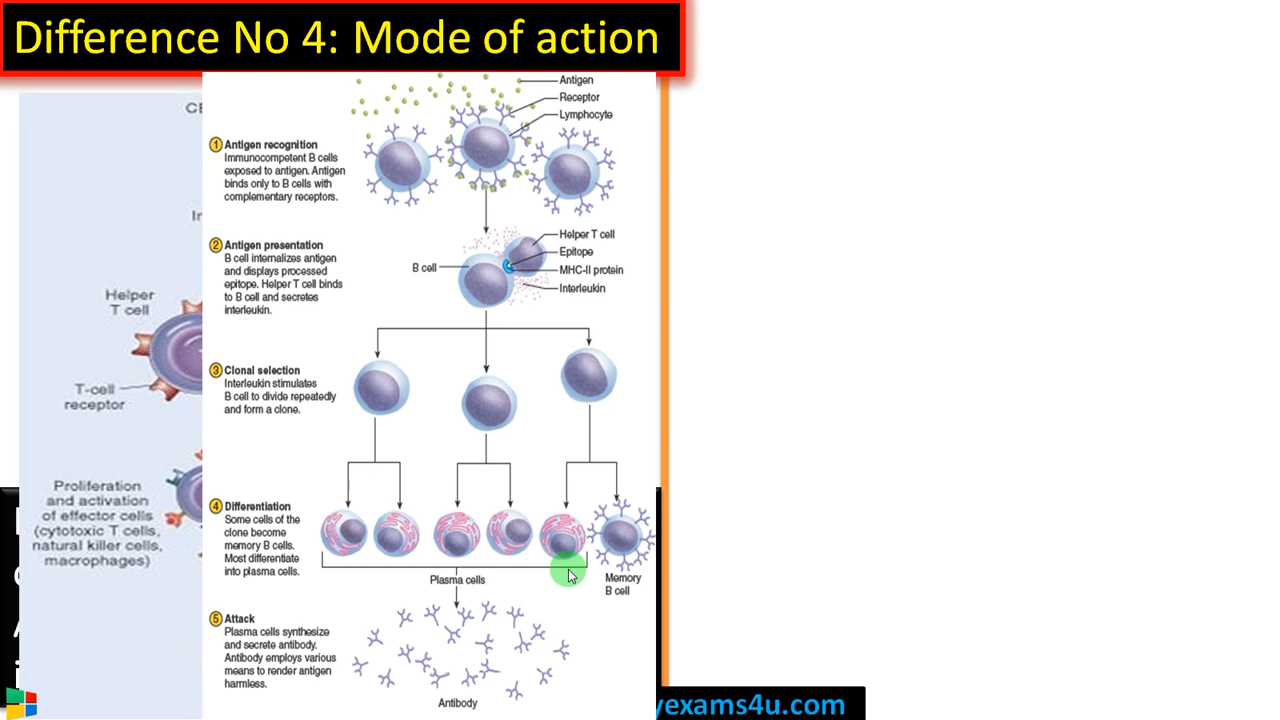 Difference No 4: Mode of action
Antigen
Receptor
Lymphocyte
1 Antigen recognition
Immunocompetent B cells
exposed to antigen. Antigen
binds only to B cells with
complementary receptors.
2 Antigen presentation
B cell internalizes antigen
and displays processed
epitope. Helper T cell binds
to B cell and secretes
interleukin.
B cell
Helper T cell
Epitope
MHC-II protein
Interleukin
3 Clonal selection
Interleukin stimulates
B cell to divide repeatedly
and form a clone.
4 Differentiation
Some cells of the
clone become
memory B cells.
Most differentiate
into plasma cells.
Plasma cells
Memory
B cell
5 Attack
Plasma cells synthesize
and secrete antibody.
Antibody employs various
means to render antigen
harmless.
Antibody
Helper
T cell
T-cell
receptor
Proliferation
and activation
of effector cells
(cytotoxic T cells,
natural killer cells,
macrophages)
yexams4u.com